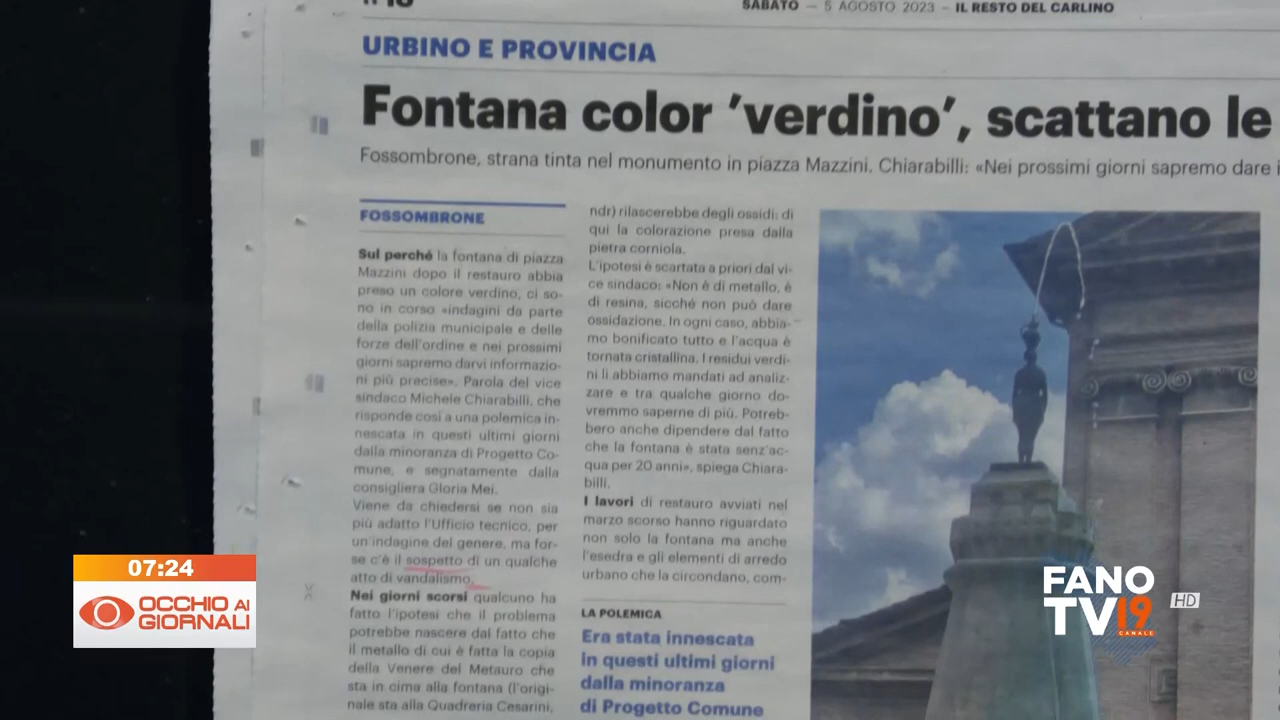 SABATO — 5 AGOSTO 2023 – IL RESTO DEL CARLINO
URBINO E PROVINCIA
Fontana color ’verdino’, scattano le
Fossombrone, strana tinta nel monumento in piazza Mazzini. Chiarabilli: «Nei prossimi giorni sapremo dare
FOSSOMBRONE
Sul perché la fontana di piazza
Mazzini dopo il restauro abbia
preso un colore verdino, ci so-
no in corso «indagini da parte
della polizia municipale e delle
forze dell'ordine e nei prossimi
giorni sapremo darvi informazio-
ni più precise». Parola del vice
sindaco Michele Chiarabilli, che
risponde così a una polemica in-
nescata in questi ultimi giorni
dalla minoranza di Progetto Co-
mune, e segnatamente dalla
consigliera Gloria Mei.
Viene da chiedersi se non sia
più adatto l'Ufficio tecnico, per
un'indagine del genere, ma for-
se c'è il sospetto di un qualche
atto di vandalismo.
Nei giorni scorsi qualcuno ha
fatto l'ipotesi che il problema
potrebbe nascere dal fatto che
il metallo di cui è fatta la copia
della Venere del Metauro che
sta in cima alla fontana (l'origi-
nale sta alla Quadreria Cesarini,
ndr) rilascerebbe degli ossidi: di
qui la colorazione presa dalla
pietra corniola.
L'ipotesi è scartata a priori dal vi-
ce sindaco: «Non è di metallo, è
di resina, sicché non può dare
ossidazione. In ogni caso, abbia-
mo bonificato tutto e l'acqua è
tornata cristallina. I residui verdi-
ni li abbiamo mandati ad analiz-
zare e tra qualche giorno do-
vremmo saperne di più. Potreb-
bero anche dipendere dal fatto
che la fontana è stata senz'ac-
qua per 20 anni», spiega Chiara-
billi.
I lavori di restauro avviati nel
marzo scorso hanno riguardato
non solo la fontana ma anche
l'esedra e gli elementi di arredo
urbano che la circondano, com-
LA POLEMICA
Era stata innescata
in questi ultimi giorni
dalla minoranza
di Progetto Comune
07:24
OCCHIO AI
GIORNALI
FANO
TV19
CANALE
HD